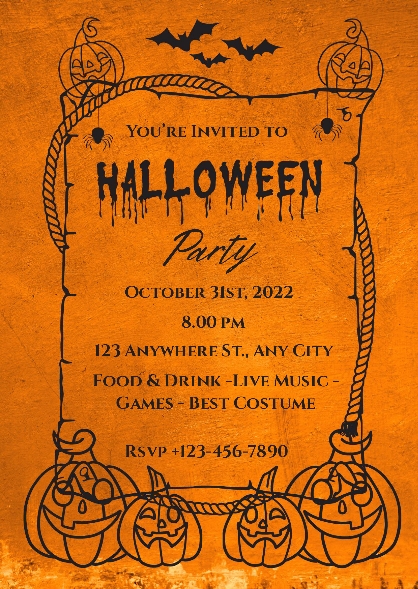 You're Invited to
HALLOWEEN
Party
October 31st, 2022
8.00 pm
123 Anywhere St., Any City
Food & Drink -Live Music -
Games - Best Costume
Rsvp +123-456-7890